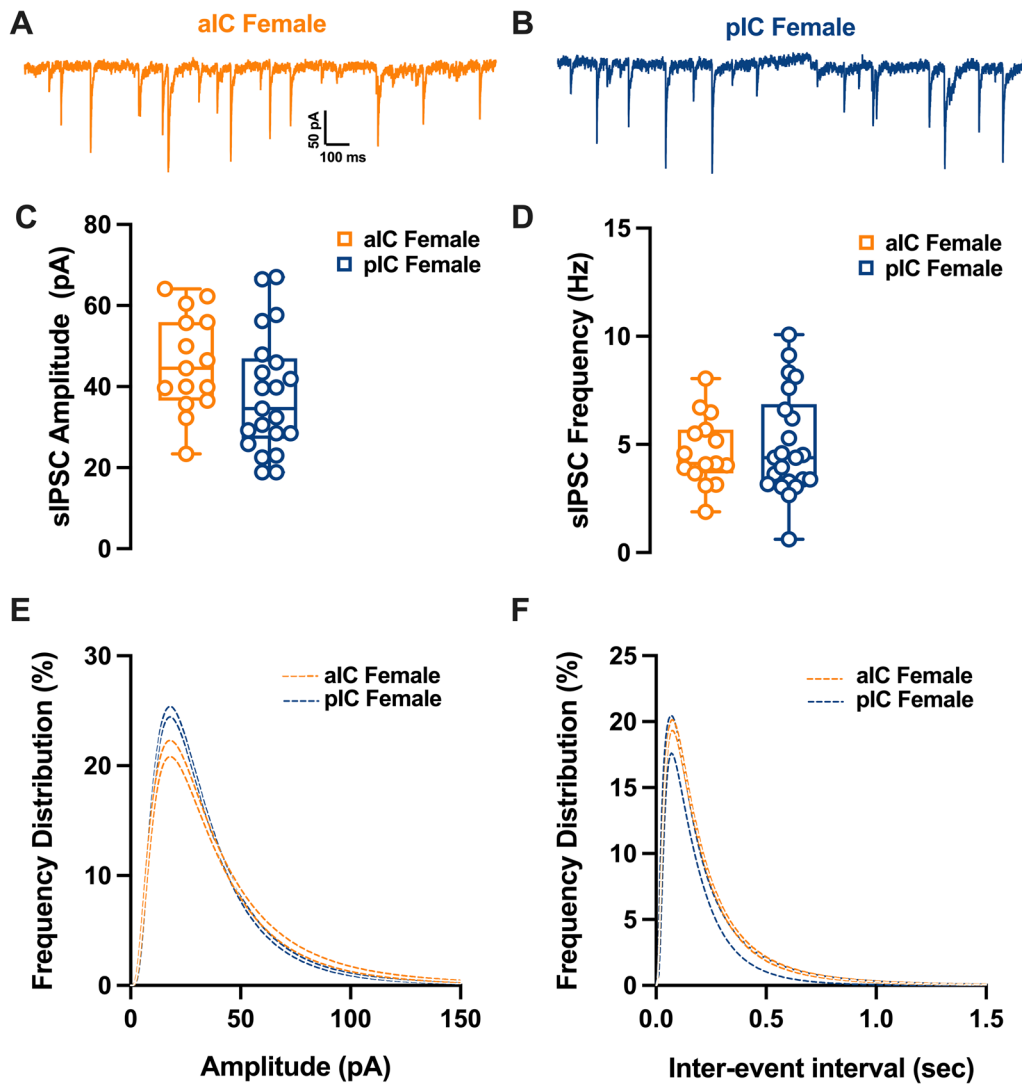 A
aIC Female
B
pIC Female
50 pA
100 ms
C
sIPSC Amplitude (pA)
80
60
40
20
0
aIC Female
pIC Female
D
sIPSC Frequency (Hz)
15
10
5
0
aIC Female
pIC Female
E
Frequency Distribution (%)
30
20
10
0
0
50
100
150
Amplitude (pA)
aIC Female
pIC Female
F
Frequency Distribution (%)
25
20
15
10
5
0
0.0
0.5
1.0
1.5
Inter-event interval (sec)
aIC Female
pIC Female